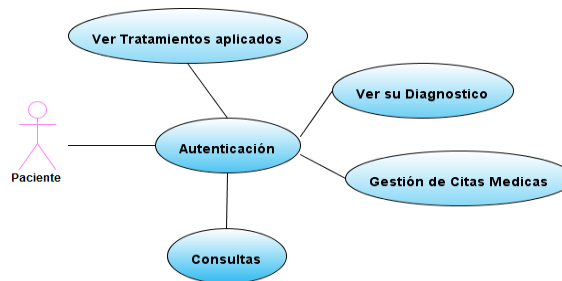 Ver Tratamientos aplicados
Ver su Diagnostico
Autenticación
Paciente
Gestión de Citas Medicas
Consultas